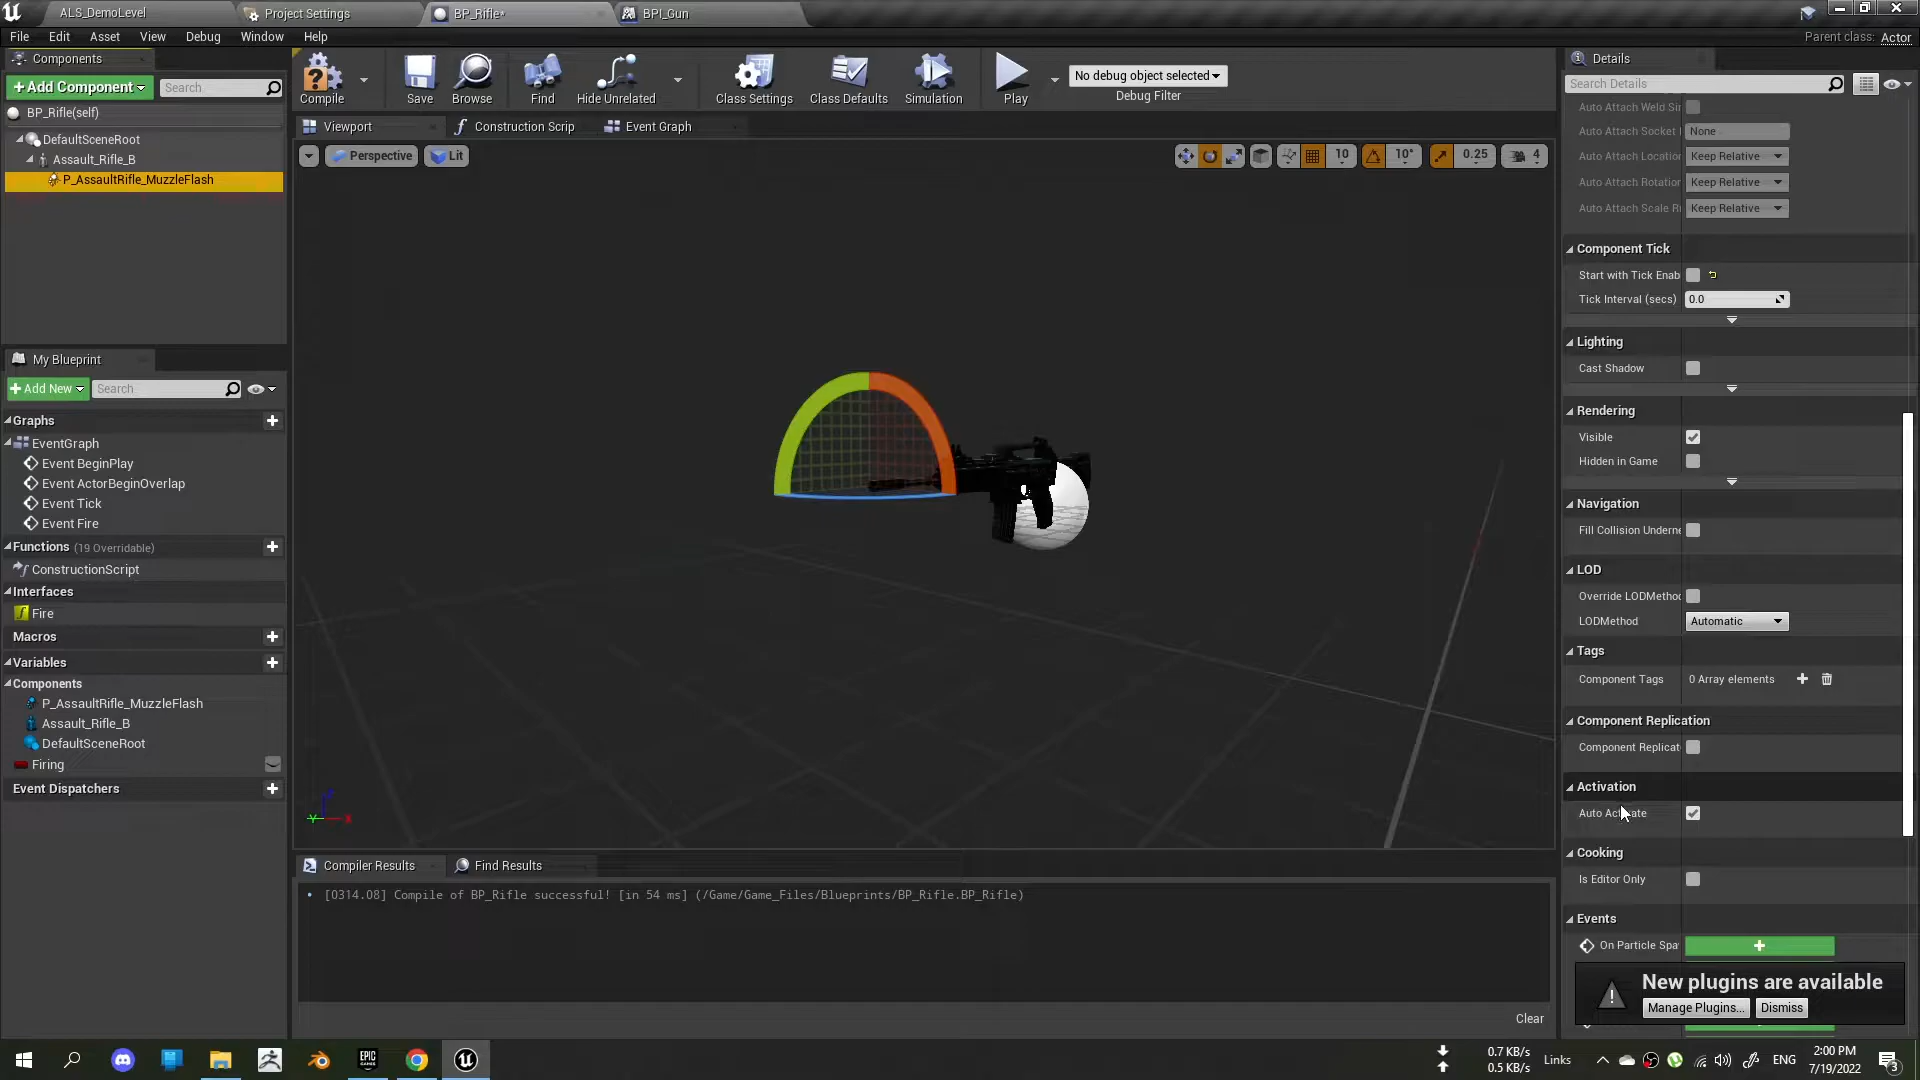 ALS_DemoLevel
Project Settings
BP_Rifle*
BPI_Gun
File
Edit
Asset
View
Debug
Window
Help
Parent class: Actor
Components
+Add Component
Search
BP_Rifle(self)
DefaultSceneRoot
Assault_Rifle_B
P_AssaultRifle_MuzzleFlash
Compile
Save
Browse
Find
Hide Unrelated
Class Settings
Class Defaults
Simulation
Play
No debug object selected
Debug Filter
Viewport
Construction Scrip
Event Graph
Perspective
Lit
10
10°
0.25
4
My Blueprint
+Add New
Search
Graphs
EventGraph
Event BeginPlay
Event ActorBeginOverlap
Event Tick
Event Fire
Functions (19 Overridable)
ConstructionScript
Interfaces
Fire
Macros
Variables
Components
P_AssaultRifle_MuzzleFlash
Assault_Rifle_B
DefaultSceneRoot
Firing
Event Dispatchers
Compiler Results
Find Results
• [0314.08] Compile of BP_Rifle successful! [in 54 ms] (/Game/Game_Files/Blueprints/BP_Rifle.BP_Rifle)
Clear
Details
Search Details
Auto Attach Weld Sir
Auto Attach Socket
None
Auto Attach Location
Keep Relative
Auto Attach Rotation
Keep Relative
Auto Attach Scale R
Keep Relative
Component Tick
Start with Tick Enab
Tick Interval (secs)
0.0
Lighting
Cast Shadow
Rendering
Visible
Hidden in Game
Navigation
Fill Collision Underne
LOD
Override LODMethod
LODMethod
Automatic
Tags
Component Tags
0 Array elements
Component Replication
Component Replicat
Activation
Auto Activate
Cooking
Is Editor Only
Events
On Particle Spa
New plugins are available
Manage Plugins...
Dismiss
0.7 KB/s
0.5 KB/s
Links
ENG
2:00 PM
7/19/2022
3